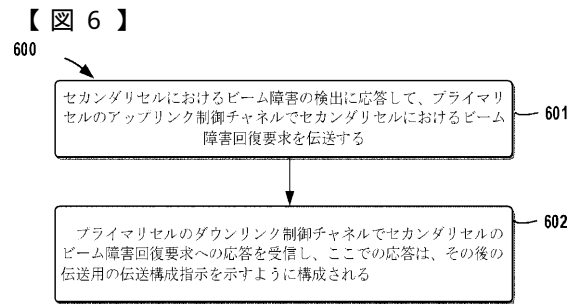 【図6】
600
セカンダリセルにおけるビーム障害の検出に応答して、プライマリ
セルのアップリンク制御チャネルでセカンダリセルにおけるビーム
障害回復要求を伝送する
601
プライマリセルのダウンリンク制御チャネルでセカンダリセルの
ビーム障害回復要求への応答を受信し、ここでの応答は、その後の
伝送用の伝送構成指示を示すように構成される
602